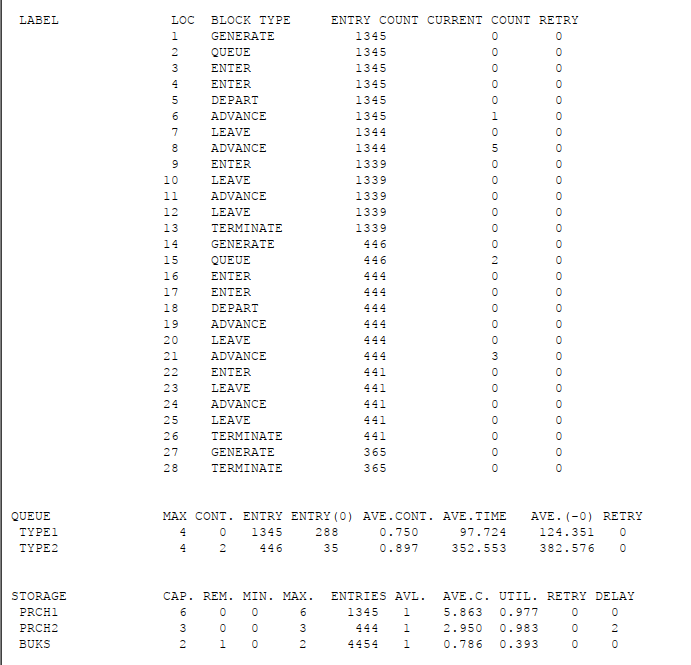 LABEL LOC BLOCK TYPE ENTRY COUNT CURRENT COUNT RETRY
1 GENERATE 1345 0 0
2 QUEUE 1345 0 0
3 ENTER 1345 0 0
4 ENTER 1345 0 0
5 DEPART 1345 0 0
6 ADVANCE 1345 1 0
7 LEAVE 1344 0 0
8 ADVANCE 1344 5 0
9 ENTER 1339 0 0
10 LEAVE 1339 0 0
11 ADVANCE 1339 0 0
12 LEAVE 1339 0 0
13 TERMINATE 1339 0 0
14 GENERATE 446 0 0
15 QUEUE 446 2 0
16 ENTER 444 0 0
17 ENTER 444 0 0
18 DEPART 444 0 0
19 ADVANCE 444 0 0
20 LEAVE 444 0 0
21 ADVANCE 444 3 0
22 ENTER 441 0 0
23 LEAVE 441 0 0
24 ADVANCE 441 0 0
25 LEAVE 441 0 0
26 TERMINATE 441 0 0
27 GENERATE 365 0 0
28 TERMINATE 365 0 0
QUEUE MAX CONT. ENTRY ENTRY(0) AVE.CONT. AVE.TIME AVE.(-0) RETRY
TYPE1 4 0 1345 288 0.750 97.724 124.351 0
TYPE2 4 2 446 35 0.897 352.553 382.576 0
STORAGE CAP. REM. MIN. MAX. ENTRIES AVL. AVE.C. UTIL. RETRY DELAY
PRCH1 6 0 0 6 1345 1 5.863 0.977 0 0
PRCH2 3 0 0 3 444 1 2.950 0.983 0 2
BUKS 2 1 0 2 4454 1 0.786 0.393 0 0